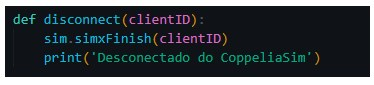 def disconnect(clientID):
    sim.simxFinish(clientID)
    print('Desconectado do CoppeliaSim')